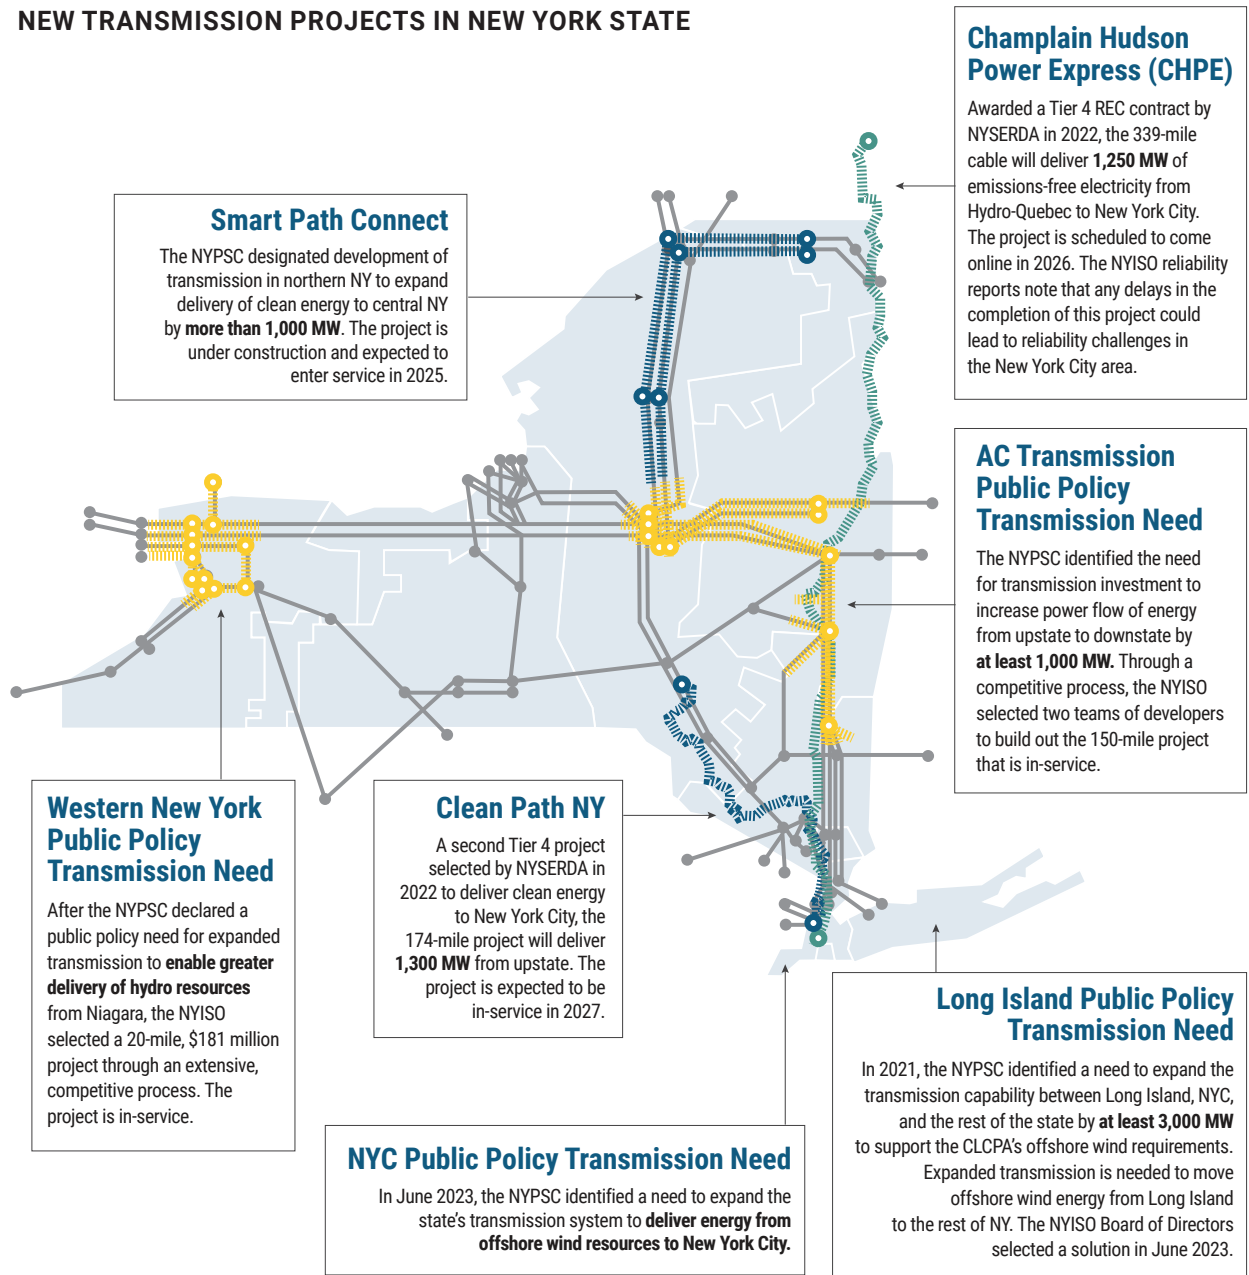 NEW TRANSMISSION PROJECTS IN NEW YORK STATE
Champlain Hudson
Power Express (CHPE)
Awarded a Tier 4 REC contract by
NYSERDA in 2022, the 339-mile
cable will deliver 1,250 MW of
emissions-free electricity from
Hydro-Quebec to New York City.
The project is scheduled to come
online in 2026. The NYISO reliability
reports note that any delays in the
completion of this project could
lead to reliability challenges in
the New York City area.
Smart Path Connect
The NYPSC designated development of
transmission in northern NY to expand
delivery of clean energy to central NY
by more than 1,000 MW. The project is
under construction and expected to
enter service in 2025.
AC Transmission
Public Policy
Transmission Need
The NYPSC identified the need
for transmission investment to
increase power flow of energy
from upstate to downstate by
at least 1,000 MW. Through a
competitive process, the NYISO
selected two teams of developers
to build out the 150-mile project
that is in-service.
Western New York
Public Policy
Transmission Need
After the NYPSC declared a
public policy need for expanded
transmission to enable greater
delivery of hydro resources
from Niagara, the NYISO
selected a 20-mile, $181 million
project through an extensive,
competitive process. The
project is in-service.
Clean Path NY
A second Tier 4 project
selected by NYSERDA in
2022 to deliver clean energy
to New York City, the
174-mile project will deliver
1,300 MW from upstate. The
project is expected to be
in-service in 2027.
Long Island Public Policy
Transmission Need
In 2021, the NYPSC identified a need to expand the
transmission capability between Long Island, NYC,
and the rest of the state by at least 3,000 MW
to support the CLCPA's offshore wind requirements.
Expanded transmission is needed to move
offshore wind energy from Long Island
to the rest of NY. The NYISO Board of Directors
selected a solution in June 2023.
NYC Public Policy Transmission Need
In June 2023, the NYPSC identified a need to expand the
state's transmission system to deliver energy from
offshore wind resources to New York City.